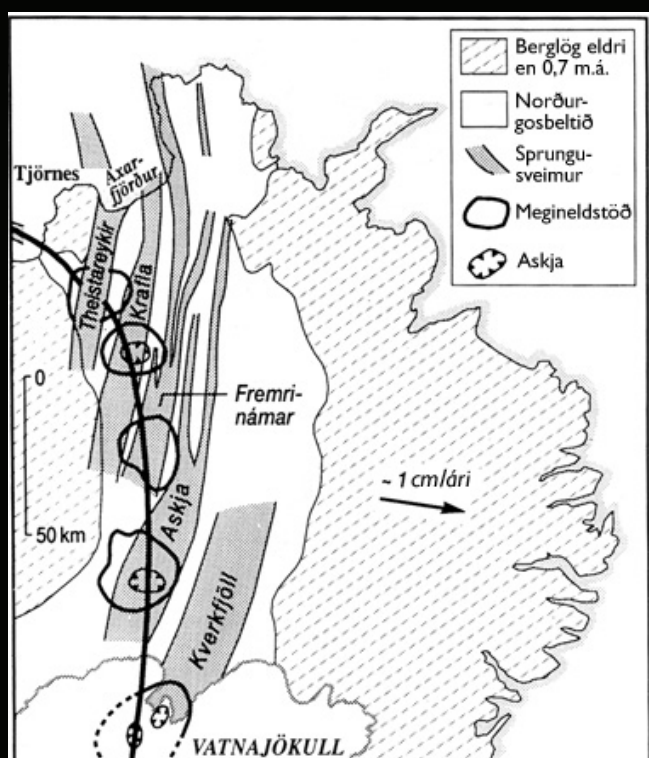 Berglög eldri
en 0,7 m.á.
Norður-
gosbeltið
Sprungu-
sveimur
Megineldstöð
Askja
Tjörnes
Axar-
fjörður
Theistareykir
Krafla
0
Fremri-
námar
~ 1 cm/ári
50 km
Askja
Kverkfjöll
VATNAJÖKULL